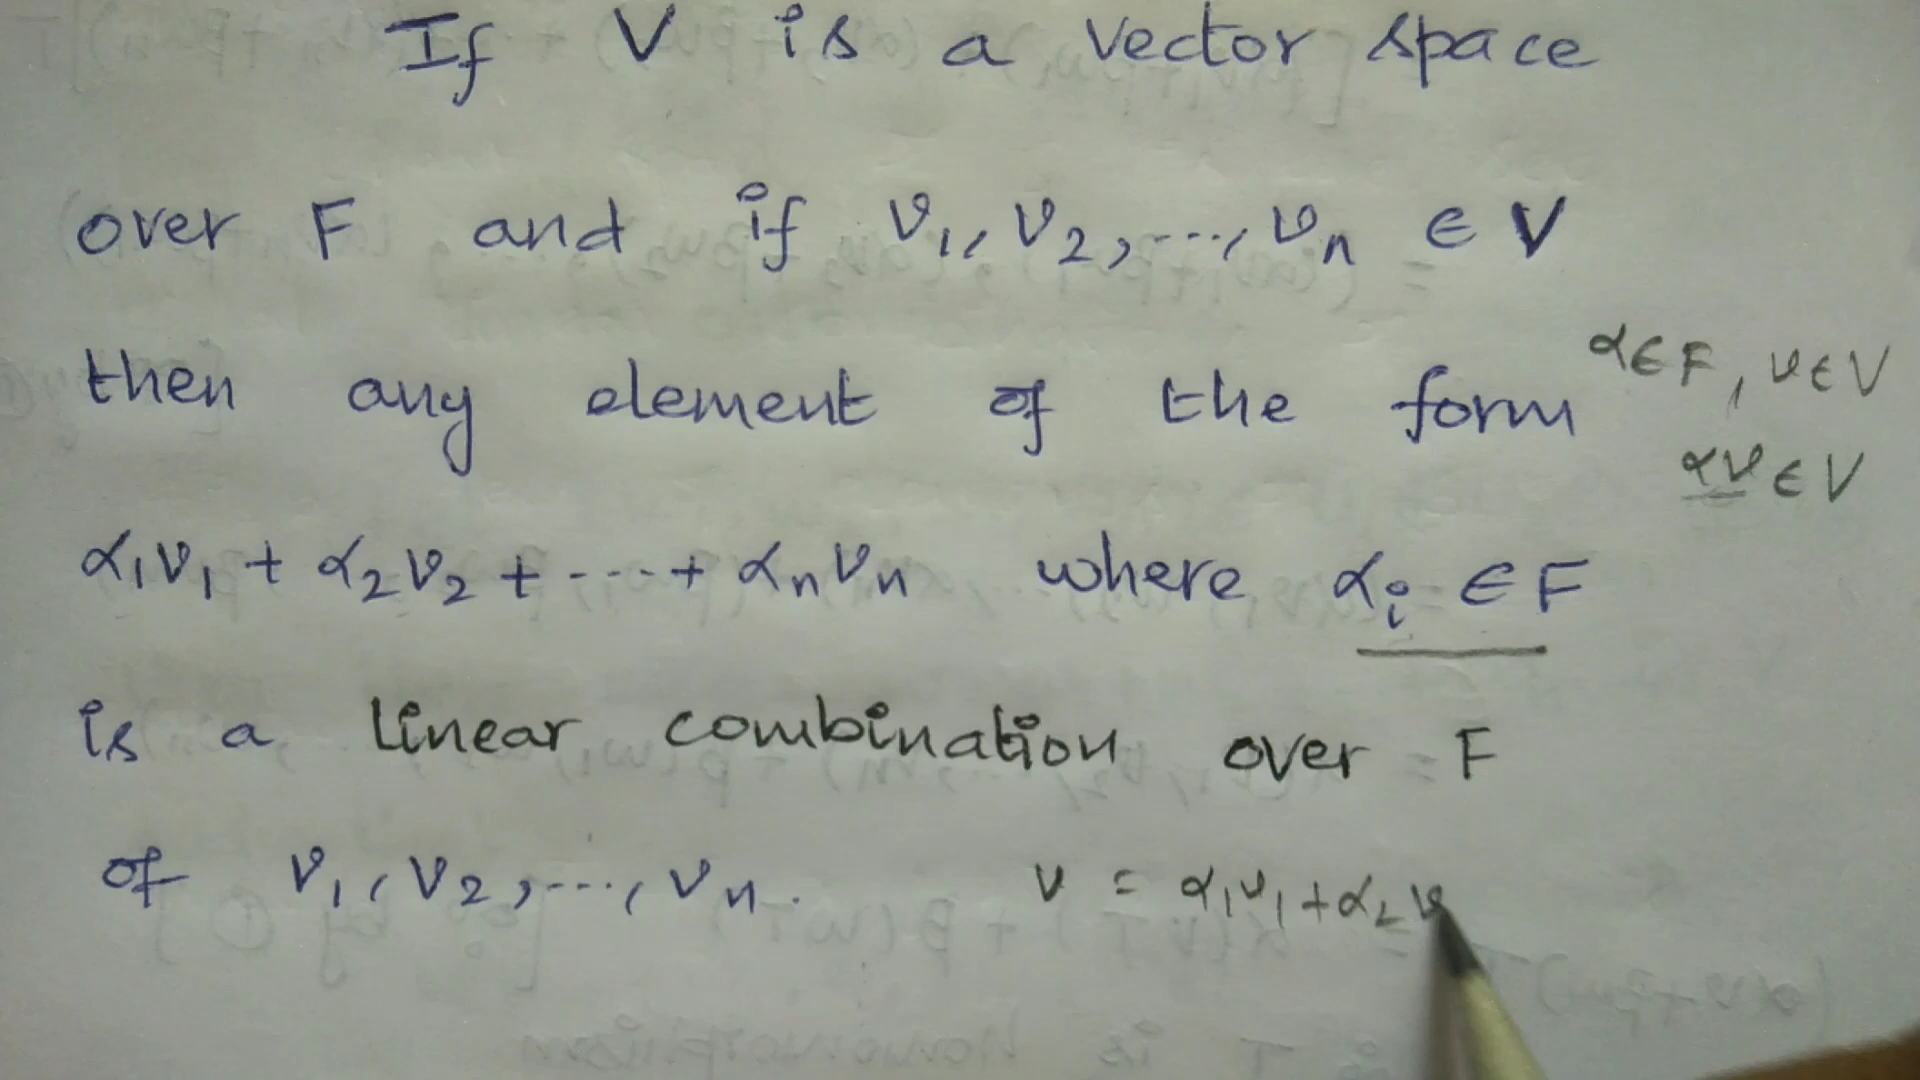 If V is a vector space
over F and if v₁, v₂, ..., vₙ ∈ V
then any element of the form
α ∈ F, v ∈ V
αv ∈ V
α₁v₁ + α₂v₂ + ... + αₙvₙ where αᵢ ∈ F
is a linear combination over F
of v₁, v₂, ..., vₙ.
v = α₁v₁ + α₂v